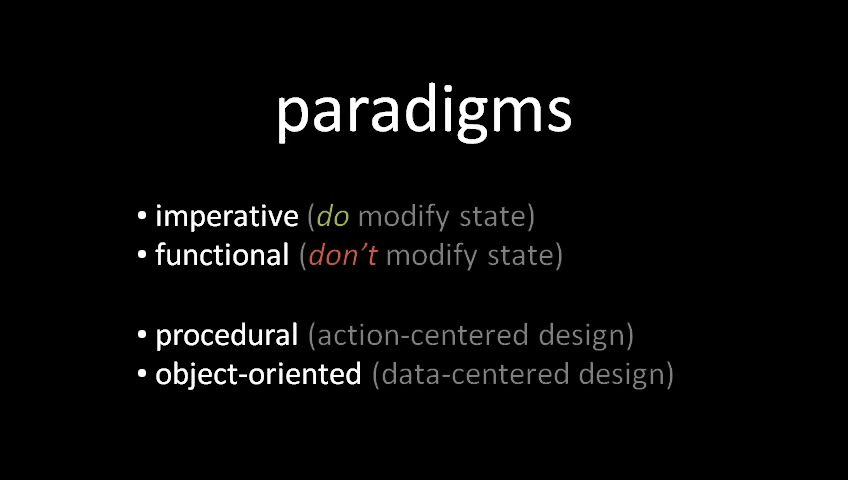 paradigms
• imperative (do modify state)
• functional (don't modify state)
• procedural (action-centered design)
• object-oriented (data-centered design)